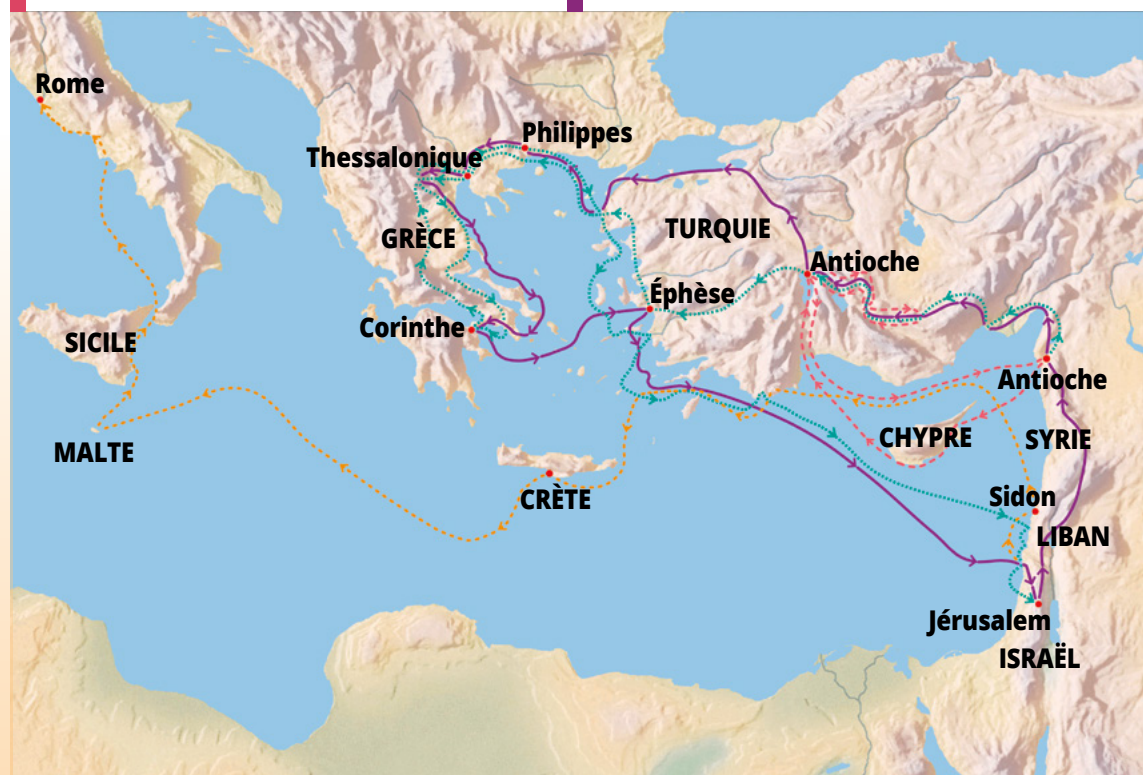 Rome
Philippes
Thessalonique
TURQUIE
GRÈCE
Antioche
Éphèse
Corinthe
SICILE
Antioche
CHYPRE
SYRIE
MALTE
Sidon
CRÈTE
LIBAN
Jérusalem
ISRAËL